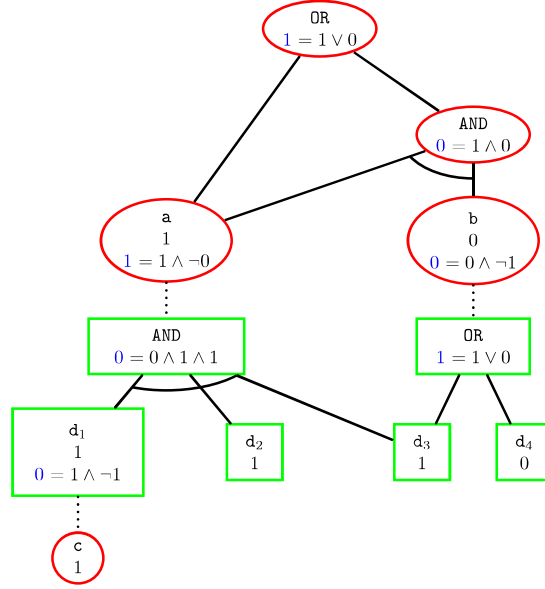 OR
1 = 1 ∨ 0
AND
0 = 1 ∧ 0
a
1
1 = 1 ∧ ¬0
b
0
0 = 0 ∧ ¬1
AND
0 = 0 ∧ 1 ∧ 1
OR
1 = 1 ∨ 0
d₁
1
0 = 1 ∧ ¬1
d₂
1
d₃
1
d₄
0
c
1